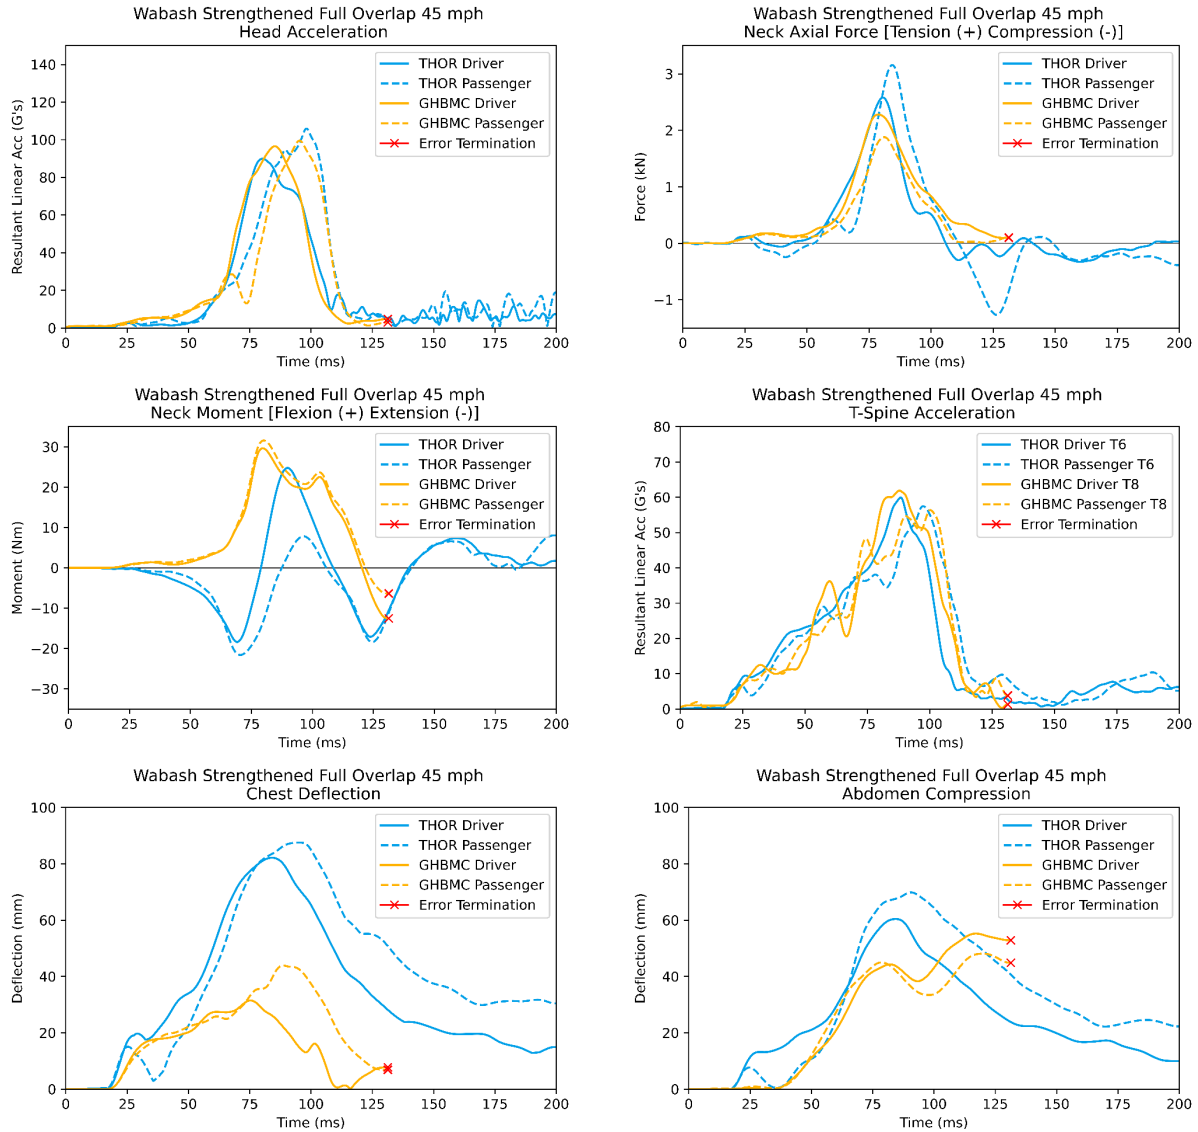 Wabash Strengthened Full Overlap 45 mph
Head Acceleration
Resultant Linear Acc (G's)
140
120
100
80
60
40
20
0
0 25 50 75 100 125 150 175 200
Time (ms)
THOR Driver
THOR Passenger
GHBMC Driver
GHBMC Passenger
Error Termination
Wabash Strengthened Full Overlap 45 mph
Neck Axial Force [Tension (+) Compression (-)]
Force (kN)
3
2
1
0
−1
0 25 50 75 100 125 150 175 200
Time (ms)
THOR Driver
THOR Passenger
GHBMC Driver
GHBMC Passenger
Error Termination
Wabash Strengthened Full Overlap 45 mph
Neck Moment [Flexion (+) Extension (-)]
Moment (Nm)
30
20
10
0
−10
−20
−30
0 25 50 75 100 125 150 175 200
Time (ms)
THOR Driver
THOR Passenger
GHBMC Driver
GHBMC Passenger
Error Termination
Wabash Strengthened Full Overlap 45 mph
T-Spine Acceleration
Resultant Linear Acc (G's)
80
70
60
50
40
30
20
10
0
0 25 50 75 100 125 150 175 200
Time (ms)
THOR Driver T6
THOR Passenger T6
GHBMC Driver T8
GHBMC Passenger T8
Error Termination
Wabash Strengthened Full Overlap 45 mph
Chest Deflection
Deflection (mm)
100
80
60
40
20
0
0 25 50 75 100 125 150 175 200
Time (ms)
THOR Driver
THOR Passenger
GHBMC Driver
GHBMC Passenger
Error Termination
Wabash Strengthened Full Overlap 45 mph
Abdomen Compression
Deflection (mm)
100
80
60
40
20
0
0 25 50 75 100 125 150 175 200
Time (ms)
THOR Driver
THOR Passenger
GHBMC Driver
GHBMC Passenger
Error Termination